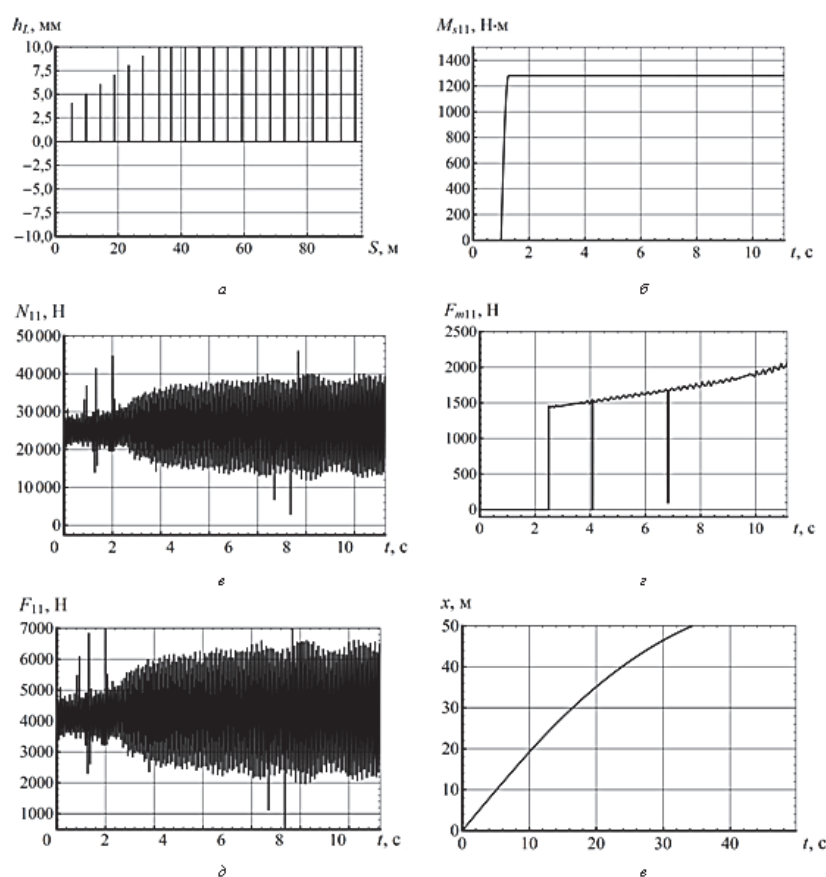 h_L, мм
10,0
7,5
5,0
2,5
0,0
−2,5
−5,0
−7,5
−10,0
0 20 40 60 80 S, м
а
M_s11, Н·м
1400
1200
1000
800
600
400
200
0
0 2 4 6 8 10 t, с
б
N_11, Н
50 000
40 000
30 000
20 000
10 000
0
0 2 4 6 8 10 t, с
в
F_m11, Н
2500
2000
1500
1000
500
0
0 2 4 6 8 10 t, с
г
F_11, Н
7000
6000
5000
4000
3000
2000
1000
0 2 4 6 8 10 t, с
д
x, м
50
40
30
20
10
0
0 10 20 30 40 t, с
е